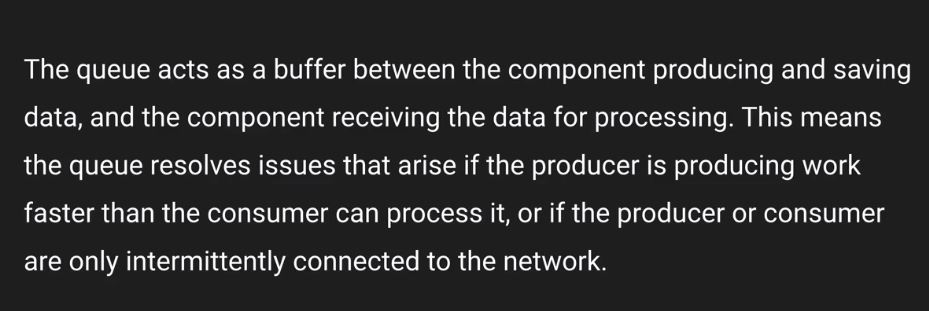 The queue acts as a buffer between the component producing and saving
data, and the component receiving the data for processing. This means
the queue resolves issues that arise if the producer is producing work
faster than the consumer can process it, or if the producer or consumer
are only intermittently connected to the network.